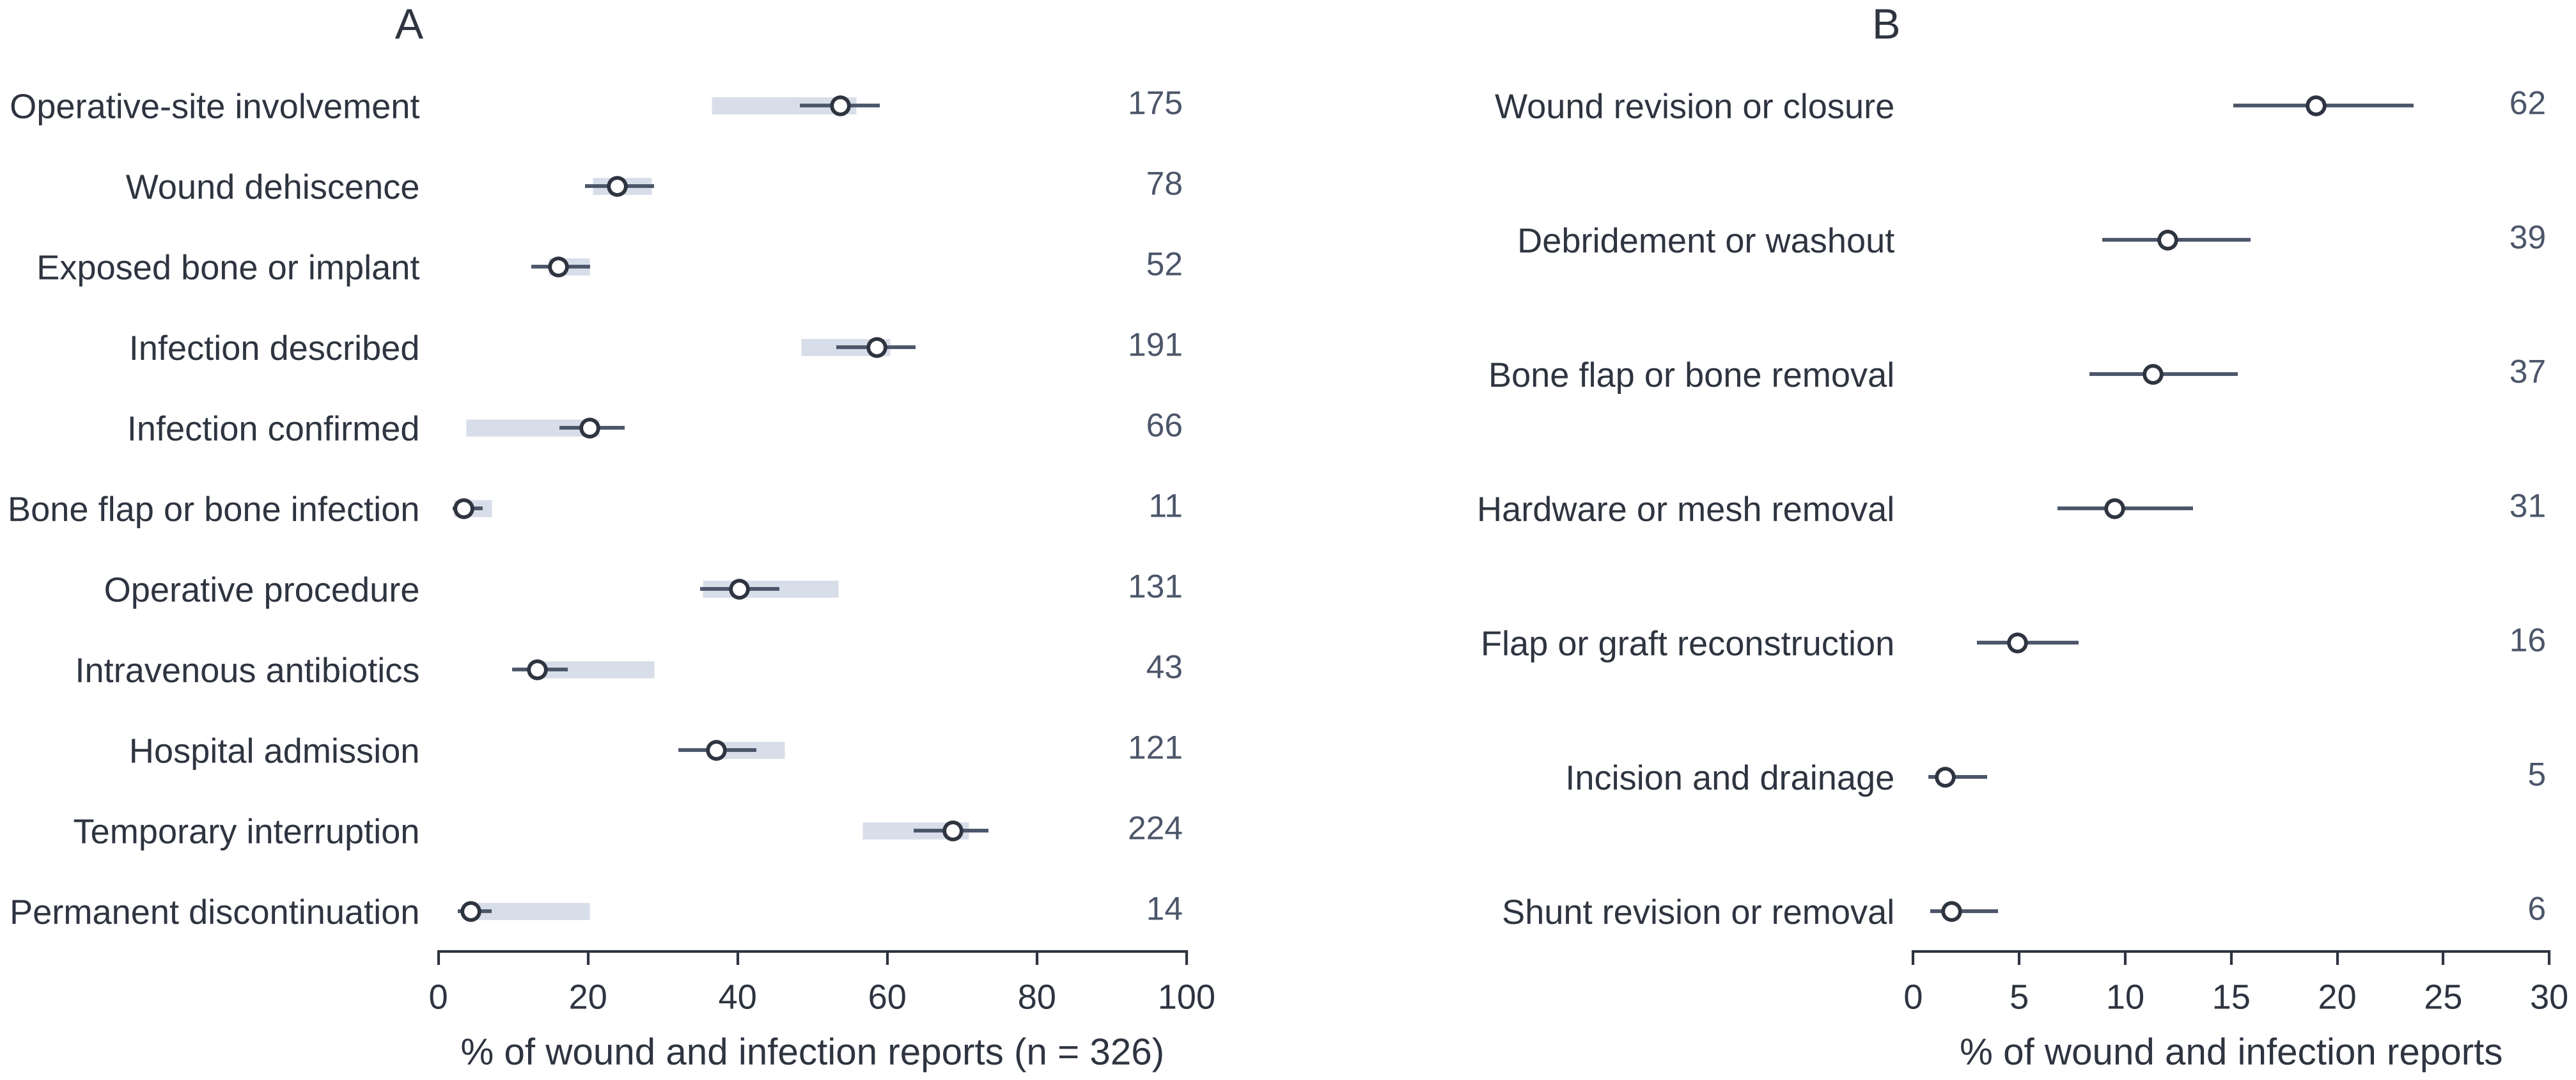 A
Operative-site involvement 175
Wound dehiscence 78
Exposed bone or implant 52
Infection described 191
Infection confirmed 66
Bone flap or bone infection 11
Operative procedure 131
Intravenous antibiotics 43
Hospital admission 121
Temporary interruption 224
Permanent discontinuation 14
0 20 40 60 80 100
% of wound and infection reports (n = 326)
B
Wound revision or closure 62
Debridement or washout 39
Bone flap or bone removal 37
Hardware or mesh removal 31
Flap or graft reconstruction 16
Incision and drainage 5
Shunt revision or removal 6
0 5 10 15 20 25 30
% of wound and infection reports